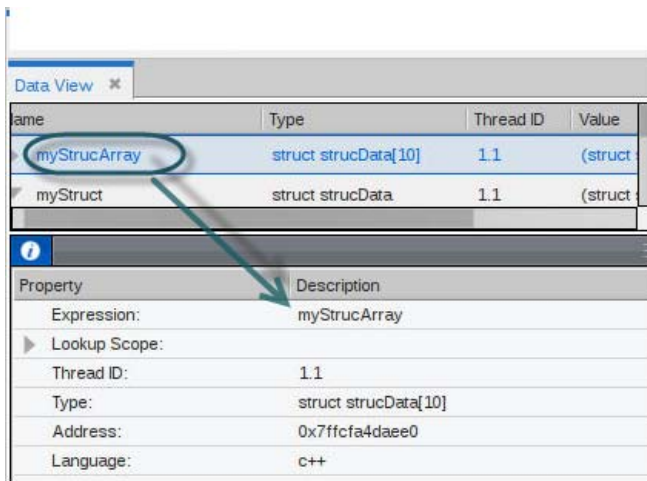 Data View
ame Type Thread ID Value
myStrucArray struct strucData[10] 1.1 (struct
myStruct struct strucData 1.1 (struct
i
Property Description
Expression: myStrucArray
Lookup Scope:
Thread ID: 1.1
Type: struct strucData[10]
Address: 0x7ffcfa4daee0
Language: c++